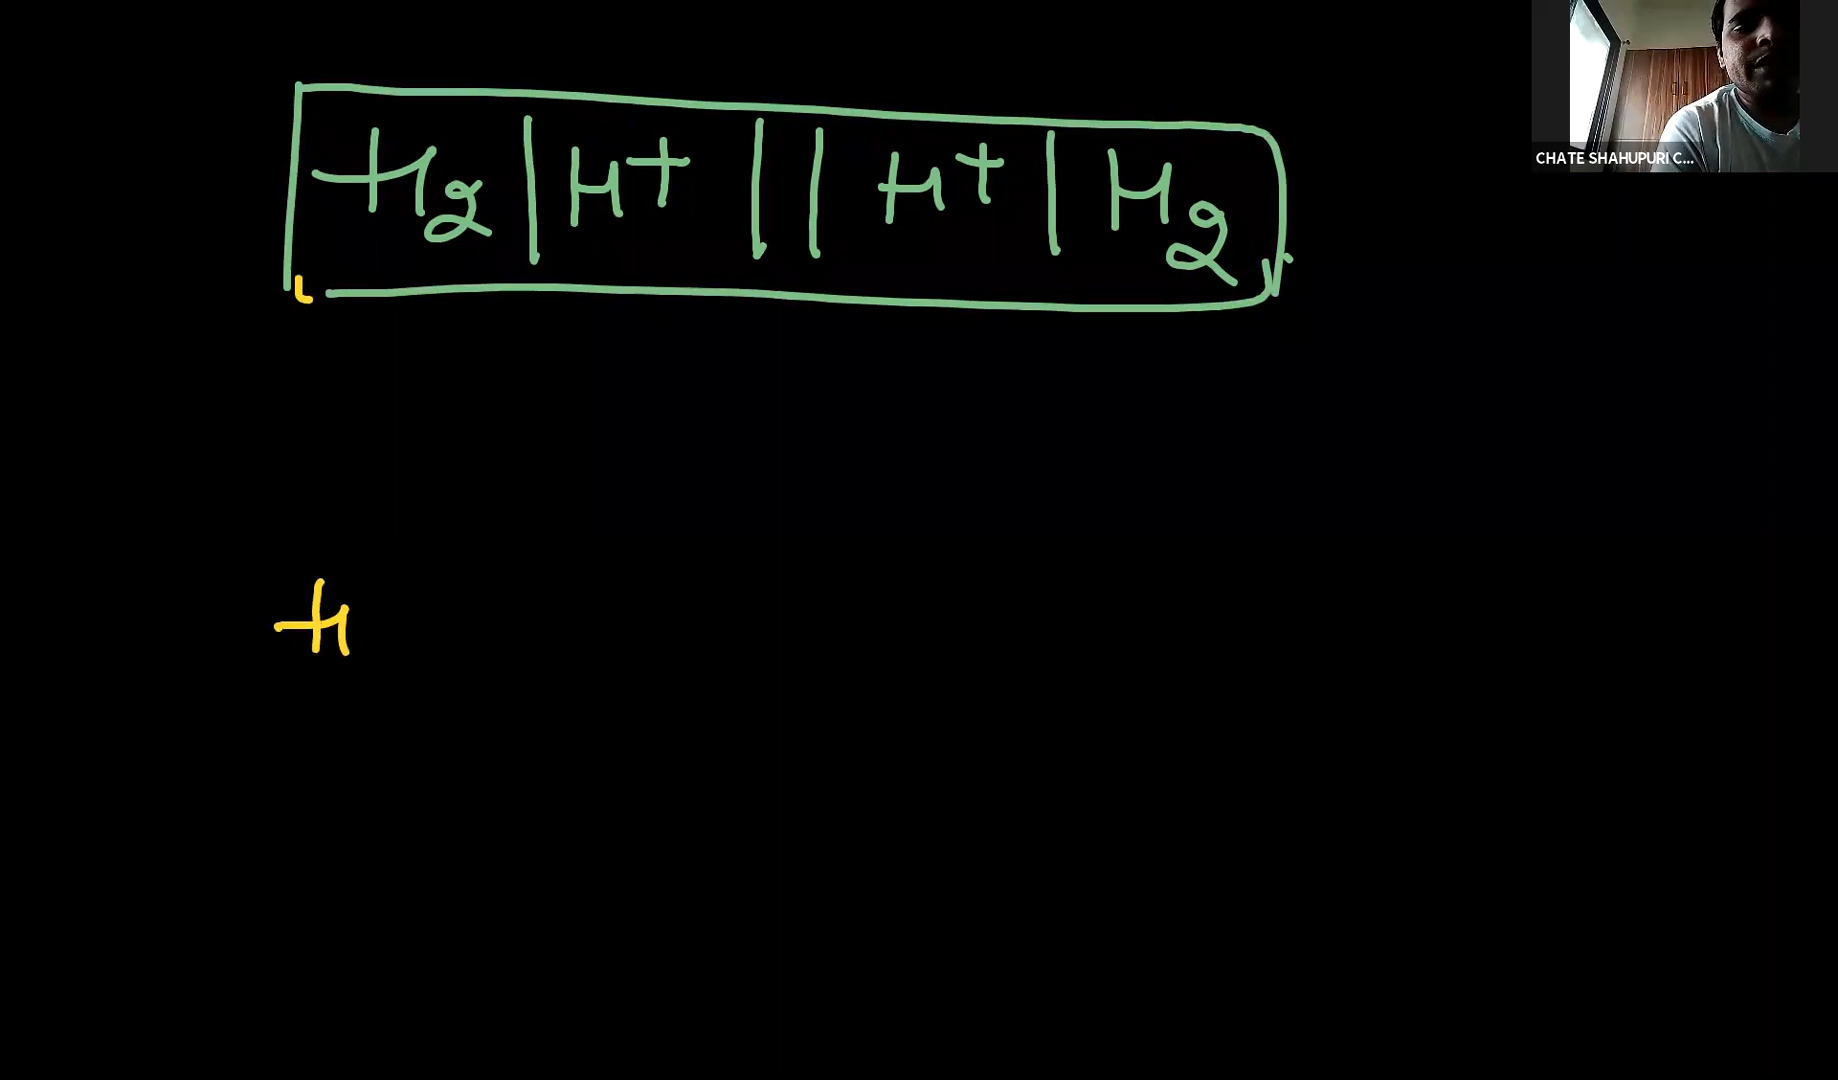 H₂ | H⁺ || H⁺ | H₂
CHATE SHAHUPURI C...
H